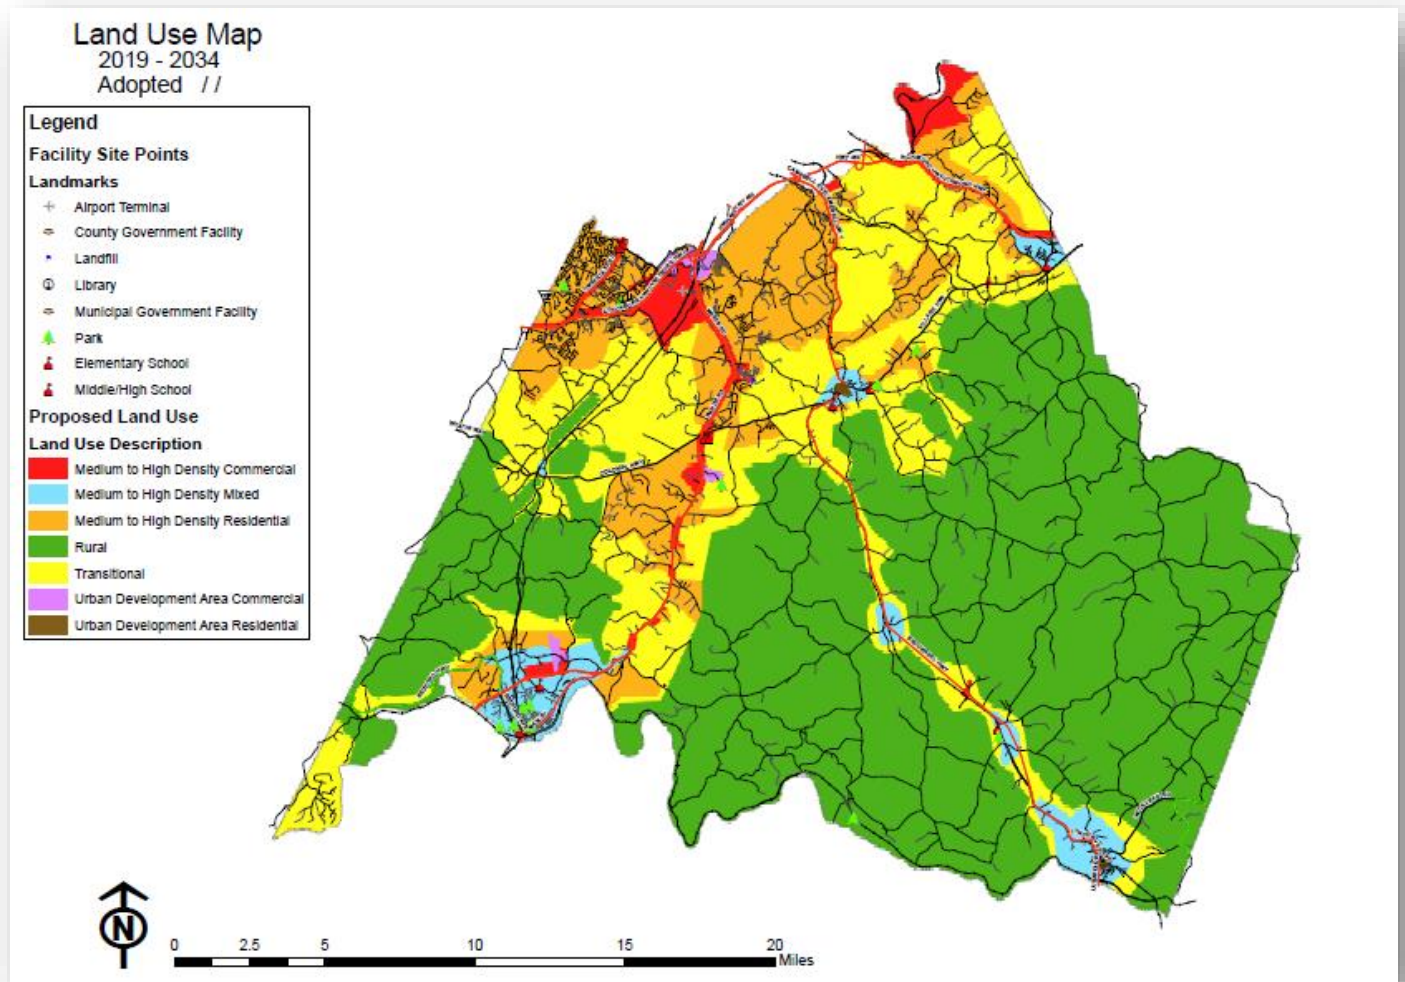 Land Use Map
2019 - 2034
Adopted / /
Legend
Facility Site Points
Landmarks
Airport Terminal
County Government Facility
Landfill
Library
Municipal Government Facility
Park
Elementary School
Middle/High School
Proposed Land Use
Land Use Description
Medium to High Density Commercial
Medium to High Density Mixed
Medium to High Density Residential
Rural
Transitional
Urban Development Area Commercial
Urban Development Area Residential
N
0 2.5 5 10 15 20
Miles